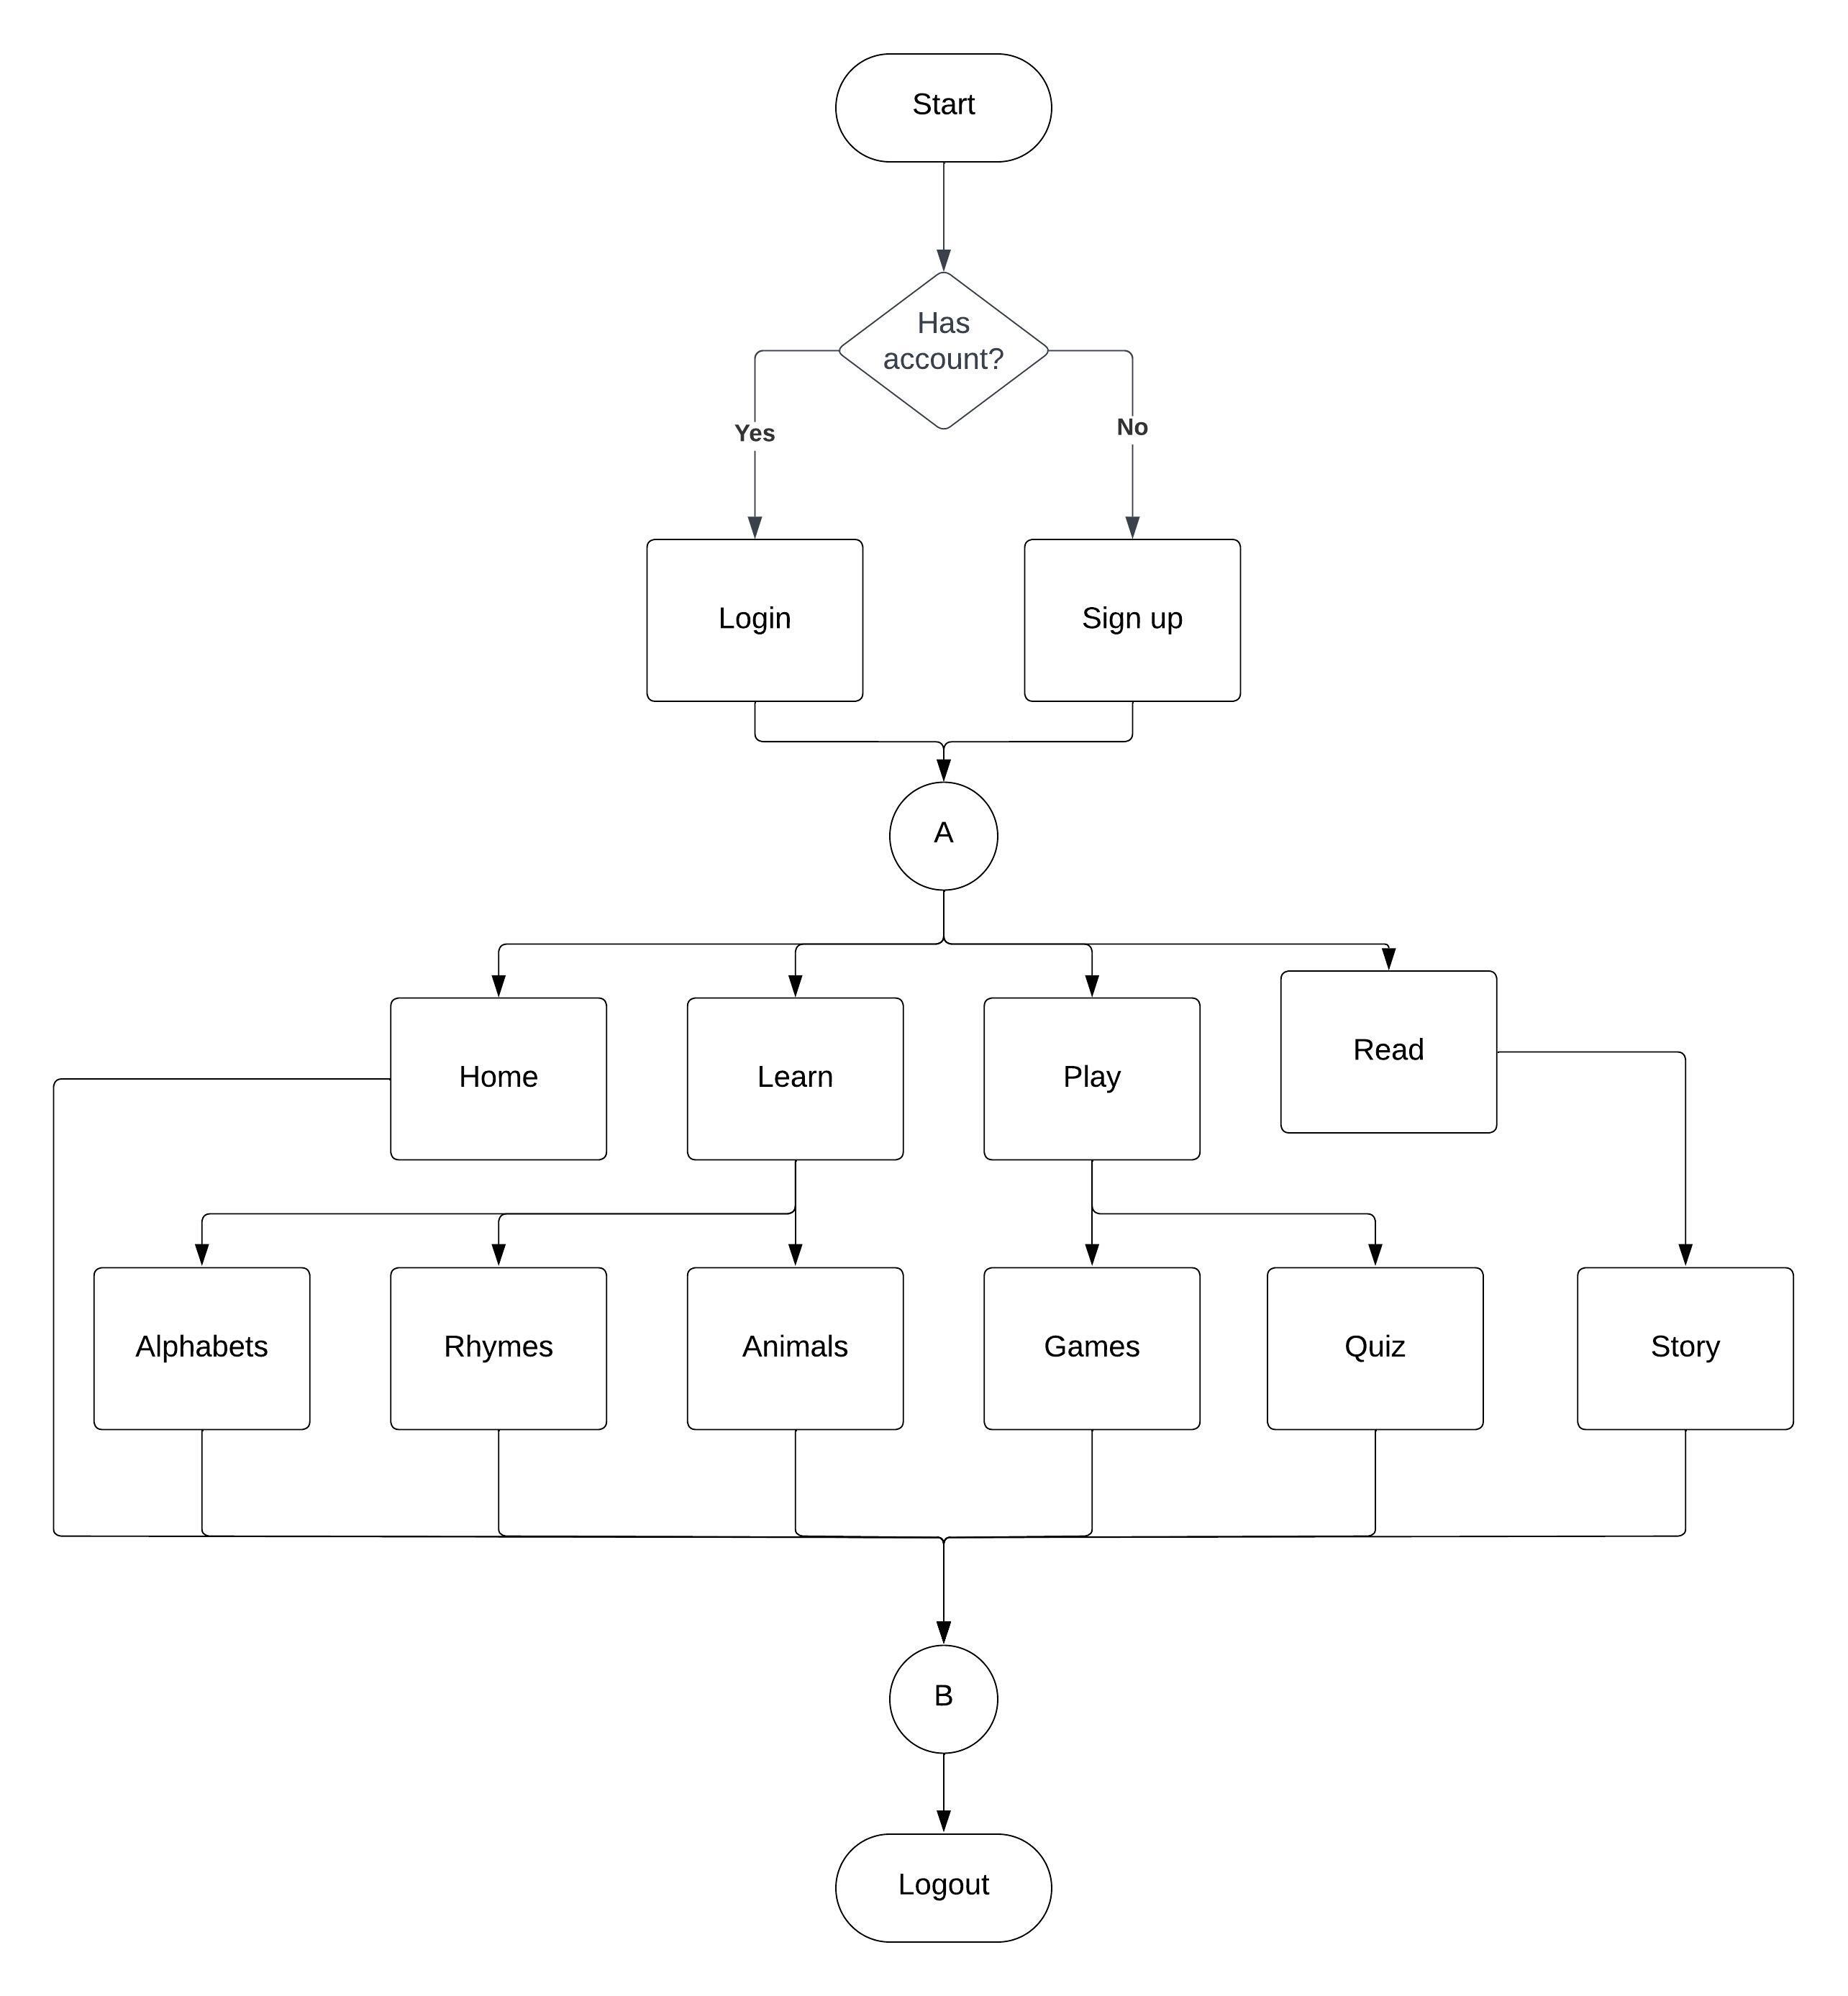 Start
Has
account?
Yes
No
Login
Sign up
A
Home
Learn
Play
Read
Alphabets
Rhymes
Animals
Games
Quiz
Story
B
Logout